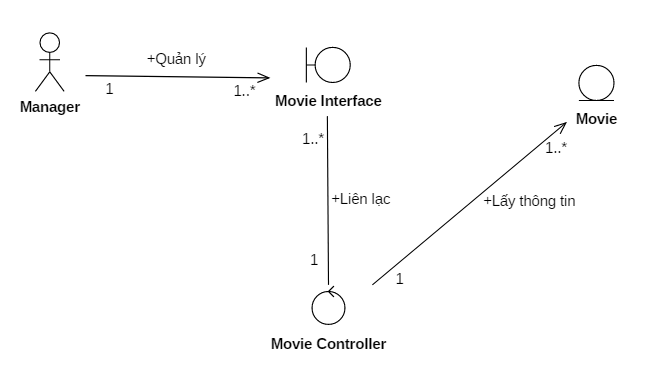 +Quản lý
1
1..*
Manager
Movie Interface
Movie
1..*
1..*
+Liên lạc
+Lấy thông tin
1
1
Movie Controller